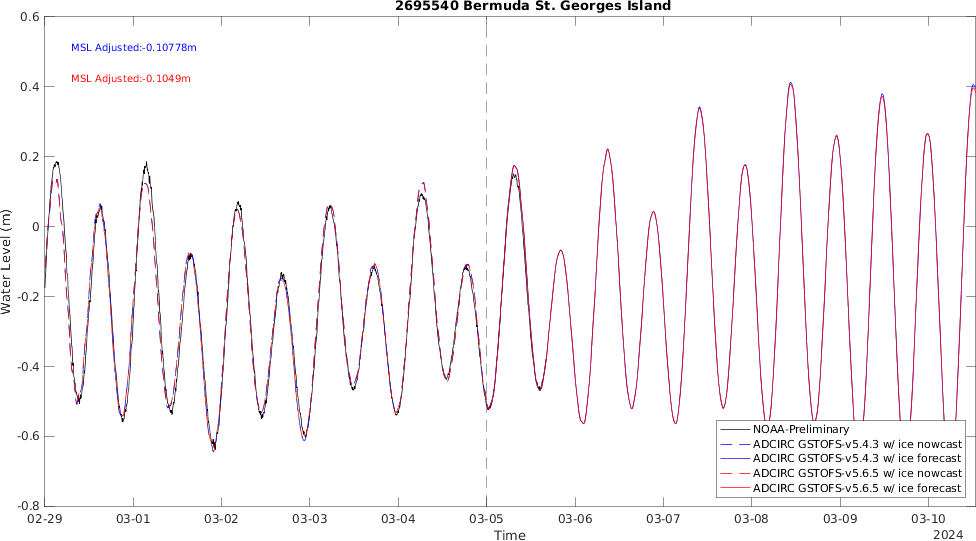 2695540 Bermuda St. Georges Island
MSL Adjusted:-0.10778m
MSL Adjusted:-0.1049m
Water Level (m)
0.6
0.4
0.2
0
-0.2
-0.4
-0.6
-0.8
NOAA-Preliminary
ADCIRC GSTOFS-v5.4.3 w/ ice nowcast
ADCIRC GSTOFS-v5.4.3 w/ ice forecast
ADCIRC GSTOFS-v5.6.5 w/ ice nowcast
ADCIRC GSTOFS-v5.6.5 w/ ice forecast
02-29 03-01 03-02 03-03 03-04 03-05 03-06 03-07 03-08 03-09 03-10
Time
2024